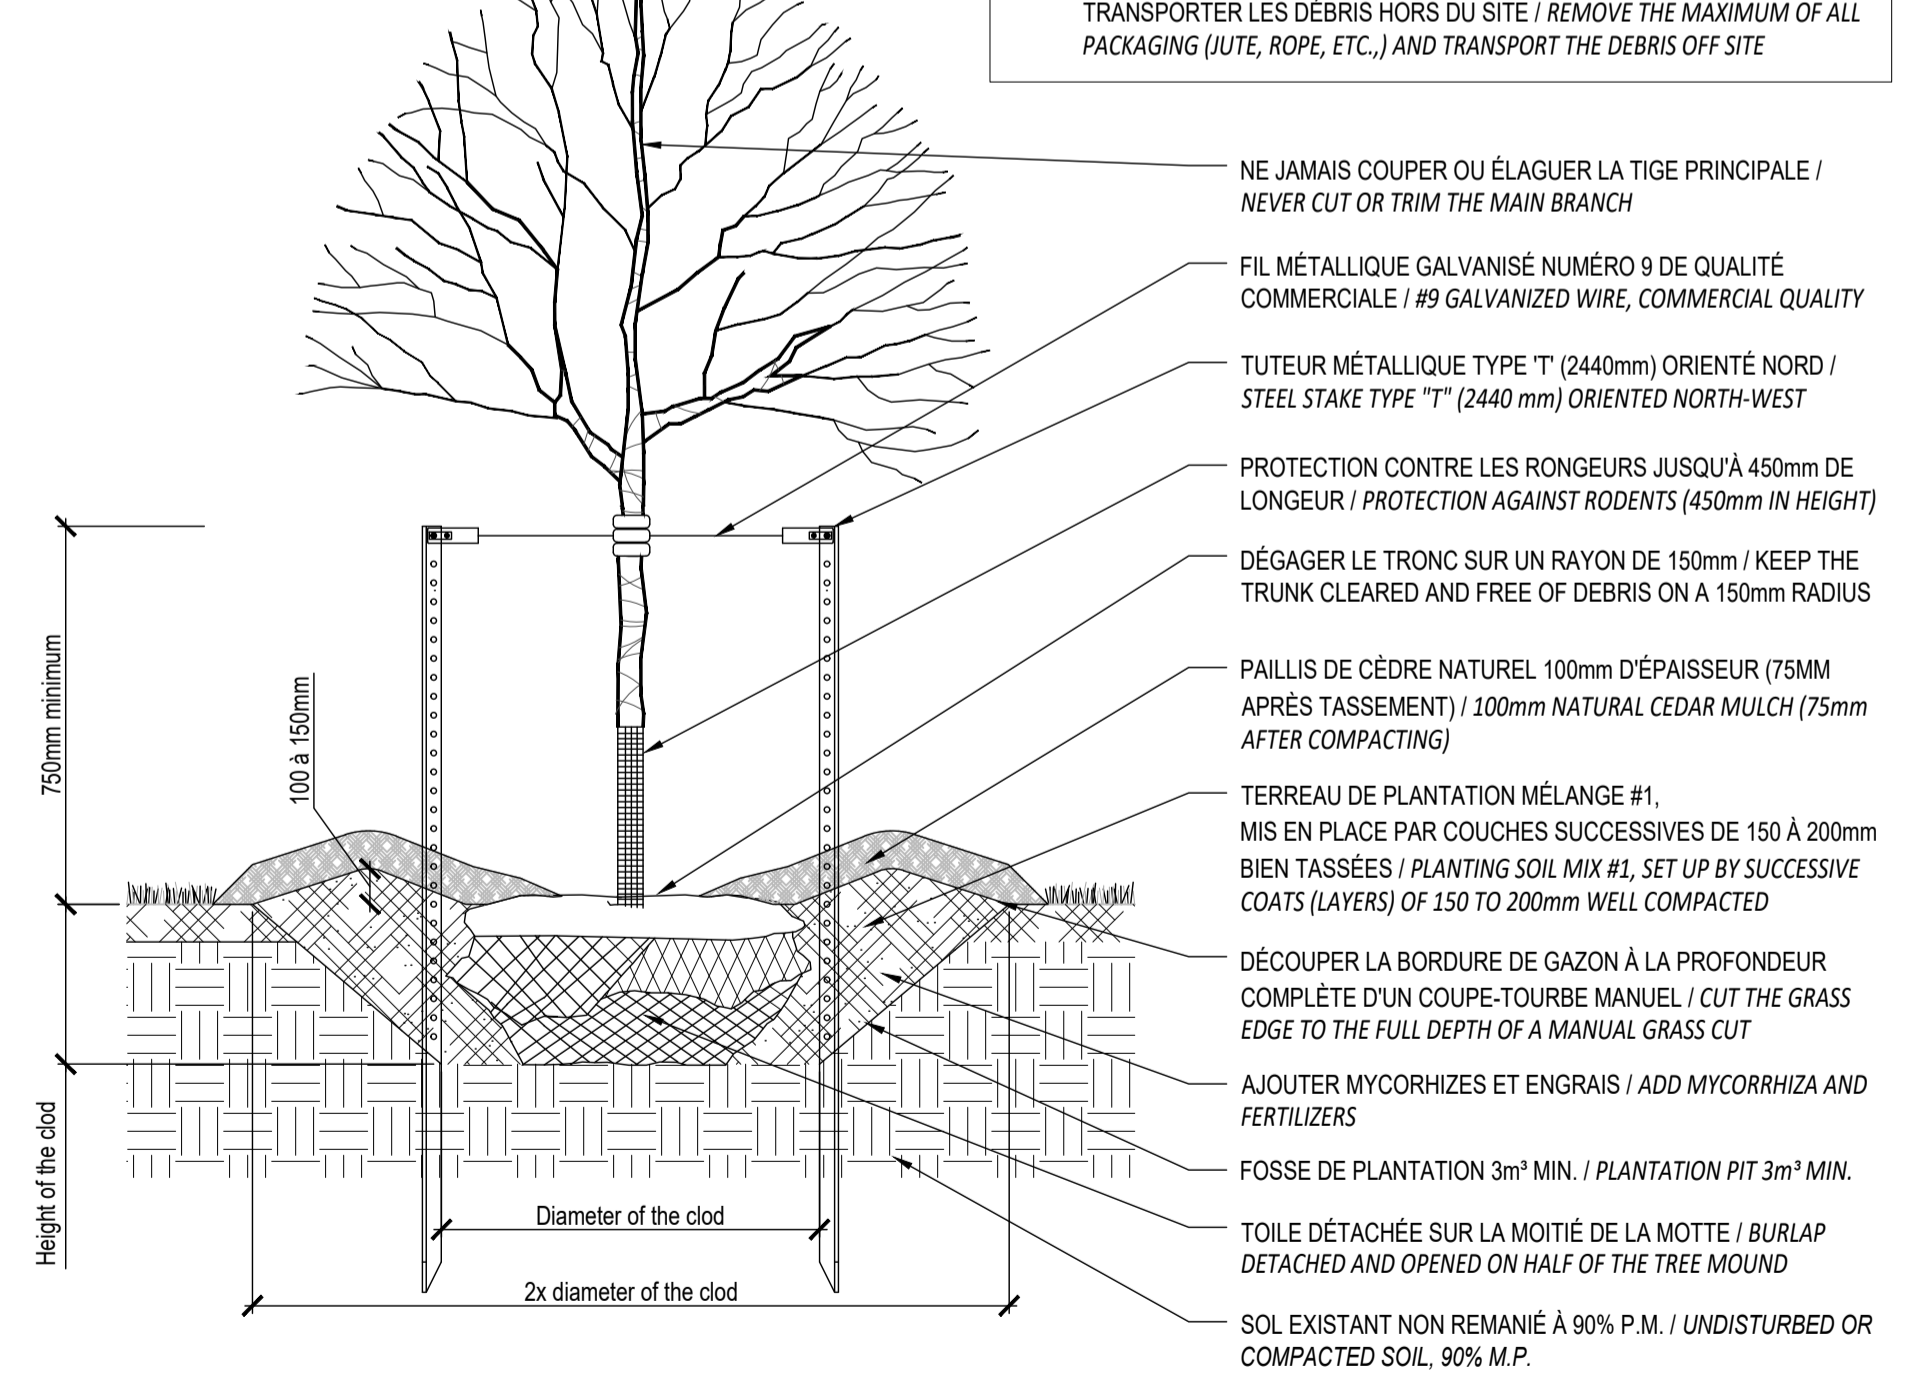 TRANSPORTER LES DÉBRIS HORS DU SITE / REMOVE THE MAXIMUM OF ALL
PACKAGING (JUTE, ROPE, ETC.,) AND TRANSPORT THE DEBRIS OFF SITE
NE JAMAIS COUPER OU ÉLAGUER LA TIGE PRINCIPALE /
NEVER CUT OR TRIM THE MAIN BRANCH
FIL MÉTALLIQUE GALVANISÉ NUMÉRO 9 DE QUALITÉ
COMMERCIALE / #9 GALVANIZED WIRE, COMMERCIAL QUALITY
TUTEUR MÉTALLIQUE TYPE 'T' (2440mm) ORIENTÉ NORD /
STEEL STAKE TYPE "T" (2440 mm) ORIENTED NORTH-WEST
PROTECTION CONTRE LES RONGEURS JUSQU'À 450mm DE
LONGEUR / PROTECTION AGAINST RODENTS (450mm IN HEIGHT)
DÉGAGER LE TRONC SUR UN RAYON DE 150mm / KEEP THE
TRUNK CLEARED AND FREE OF DEBRIS ON A 150mm RADIUS
PAILLIS DE CÈDRE NATUREL 100mm D'ÉPAISSEUR (75MM
APRÈS TASSEMENT) / 100mm NATURAL CEDAR MULCH (75mm
AFTER COMPACTING)
TERREAU DE PLANTATION MÉLANGE #1,
MIS EN PLACE PAR COUCHES SUCCESSIVES DE 150 À 200mm
BIEN TASSÉES / PLANTING SOIL MIX #1, SET UP BY SUCCESSIVE
COATS (LAYERS) OF 150 TO 200mm WELL COMPACTED
DÉCOUPER LA BORDURE DE GAZON À LA PROFONDEUR
COMPLÈTE D'UN COUPE-TOURBE MANUEL / CUT THE GRASS
EDGE TO THE FULL DEPTH OF A MANUAL GRASS CUT
AJOUTER MYCORHIZES ET ENGRAIS / ADD MYCORRHIZA AND
FERTILIZERS
FOSSE DE PLANTATION 3m³ MIN. / PLANTATION PIT 3m³ MIN.
TOILE DÉTACHÉE SUR LA MOITIÉ DE LA MOTTE / BURLAP
DETACHED AND OPENED ON HALF OF THE TREE MOUND
SOL EXISTANT NON REMANIÉ À 90% P.M. / UNDISTURBED OR
COMPACTED SOIL, 90% M.P.
750mm minimum
100 à 150mm
Height of the clod
Diameter of the clod
2x diameter of the clod